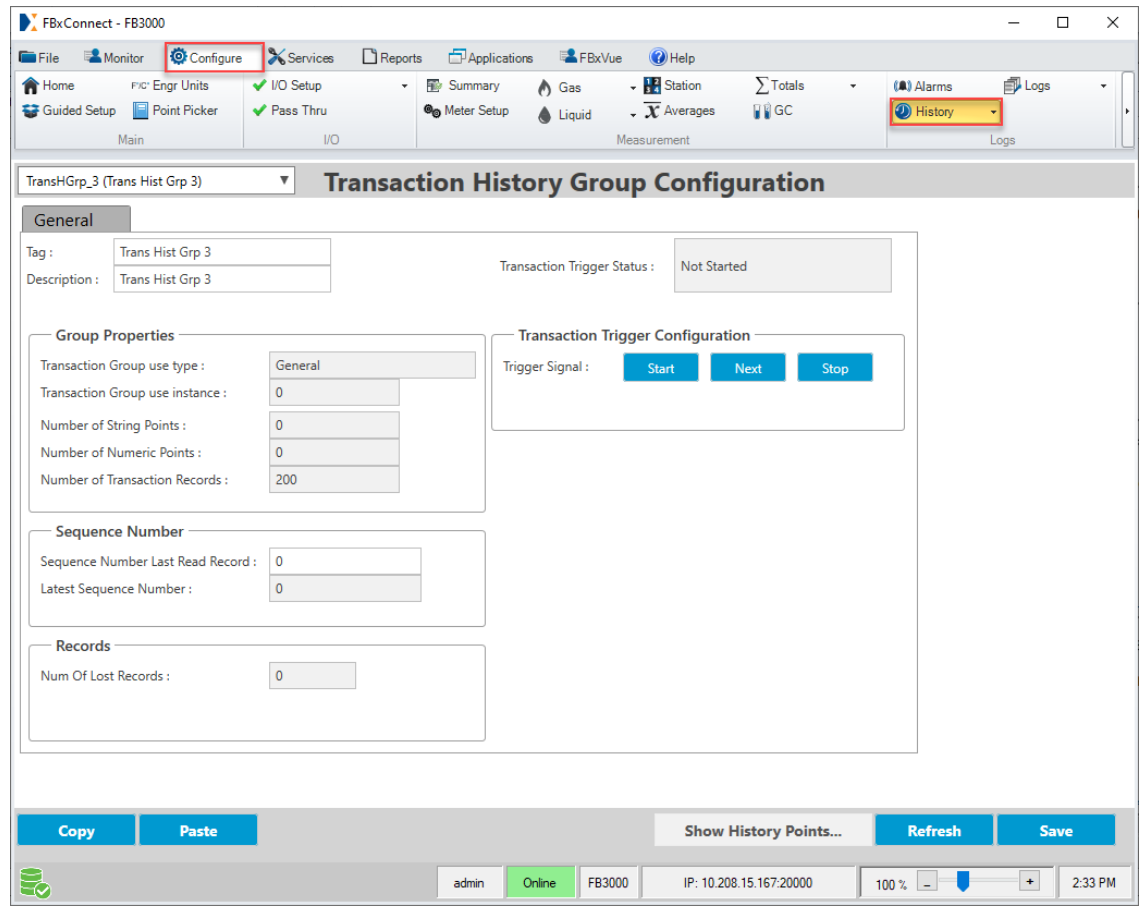 FBxConnect - FB3000
File Monitor Configure Services Reports Applications FBxVue Help
Home Engr Units I/O Setup Summary Gas Station Totals Alarms Logs
Guided Setup Point Picker Pass Thru Meter Setup Liquid Averages GC History
Main I/O Measurement Logs
TransHGrp_3 (Trans Hist Grp 3) Transaction History Group Configuration
General
Tag : Trans Hist Grp 3
Description : Trans Hist Grp 3
Transaction Trigger Status : Not Started
Group Properties
Transaction Group use type : General
Transaction Group use instance : 0
Number of String Points : 0
Number of Numeric Points : 0
Number of Transaction Records : 200
Transaction Trigger Configuration
Trigger Signal : Start Next Stop
Sequence Number
Sequence Number Last Read Record : 0
Latest Sequence Number : 0
Records
Num Of Lost Records : 0
Copy Paste Show History Points... Refresh Save
admin Online FB3000 IP: 10.208.15.167:20000 100 % - + 2:33 PM